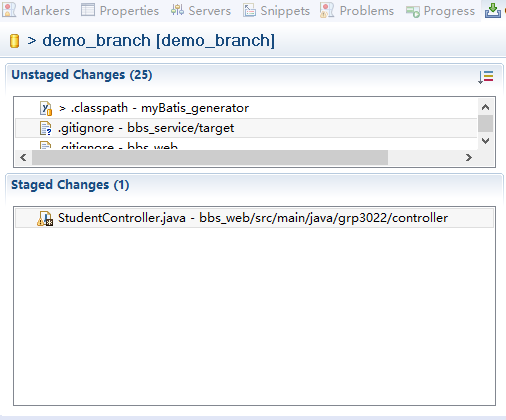 Markers Properties Servers Snippets Problems Progress
> demo_branch [demo_branch]
Unstaged Changes (25)
> .classpath - myBatis_generator
.gitignore - bbs_service/target
.gitignore - bbs_web
Staged Changes (1)
StudentController.java - bbs_web/src/main/java/grp3022/controller